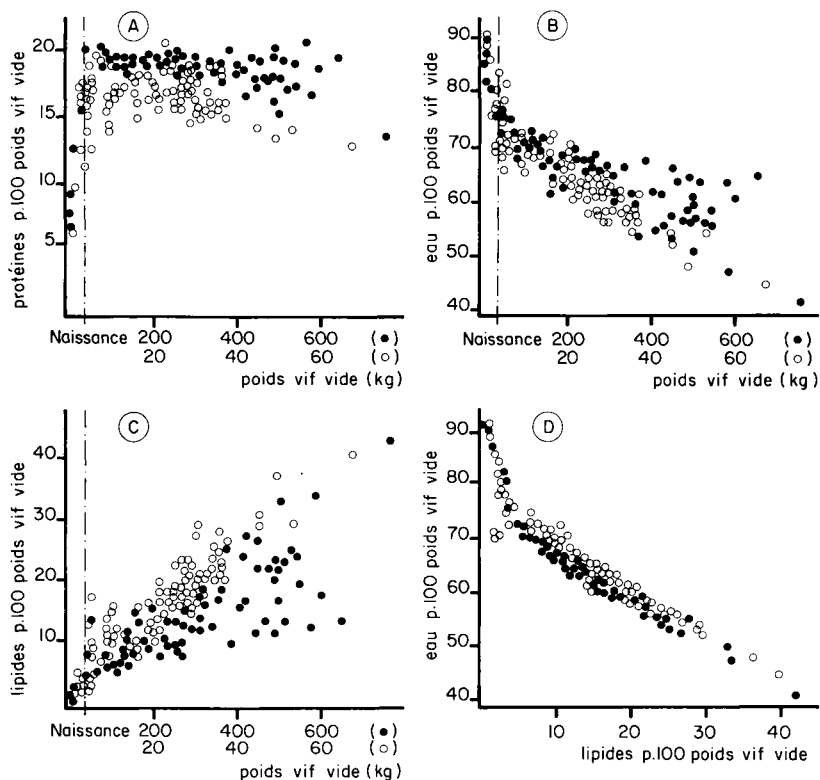 A
protéines p.100 poids vif vide
20
15
10
5
Naissance 200 400 600 (●)
20 40 60 (○)
poids vif vide (kg)
B
eau p.100 poids vif vide
90
80
70
60
50
40
Naissance 200 400 600 (●)
20 40 60 (○)
poids vif vide (kg)
C
lipides p.100 poids vif vide
40
30
20
10
Naissance 200 400 600 (●)
20 40 60 (○)
poids vif vide (kg)
D
eau p.100 poids vif vide
90
80
70
60
50
40
10 20 30 40
lipides p.100 poids vif vide